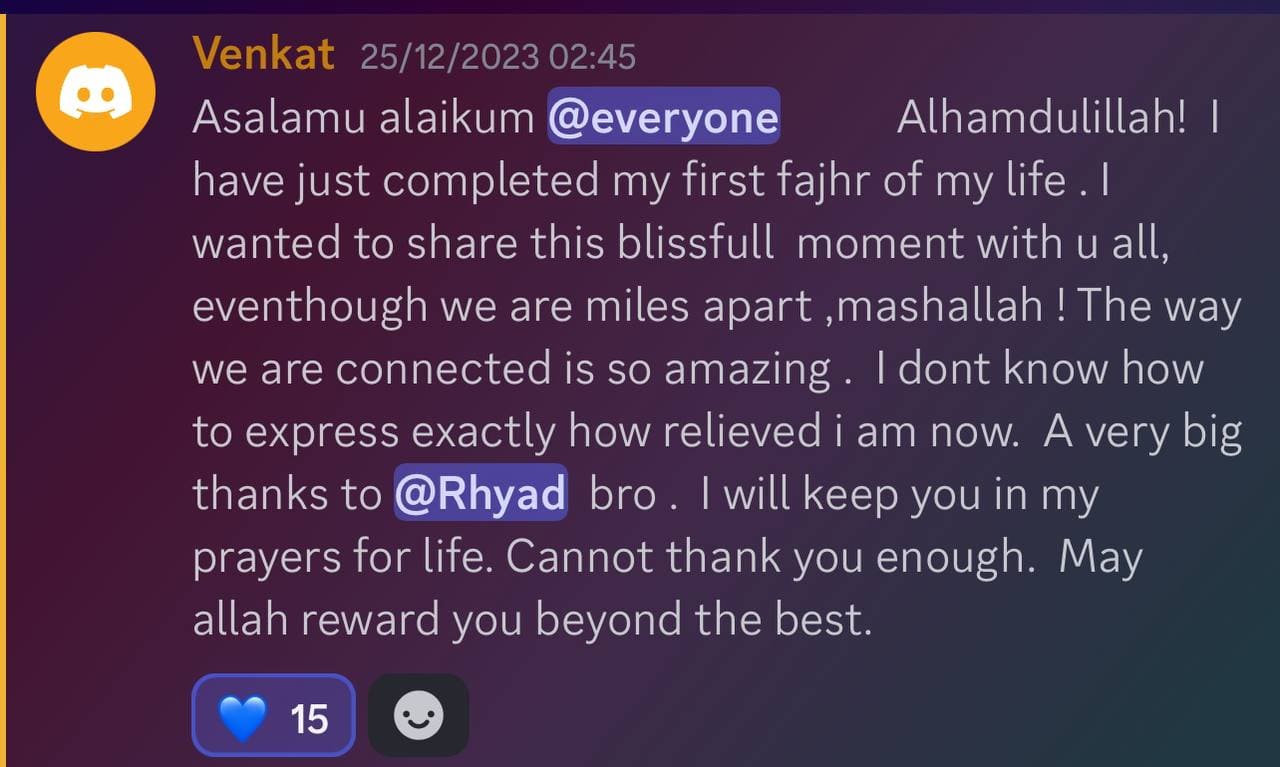 Venkat 25/12/2023 02:45
Asalamu alaikum @everyone Alhamdulillah! I
have just completed my first fajhr of my life . I
wanted to share this blissfull moment with u all,
eventhough we are miles apart ,mashallah ! The way
we are connected is so amazing . I dont know how
to express exactly how relieved i am now. A very big
thanks to @Rhyad bro . I will keep you in my
prayers for life. Cannot thank you enough. May
allah reward you beyond the best.
💙 15